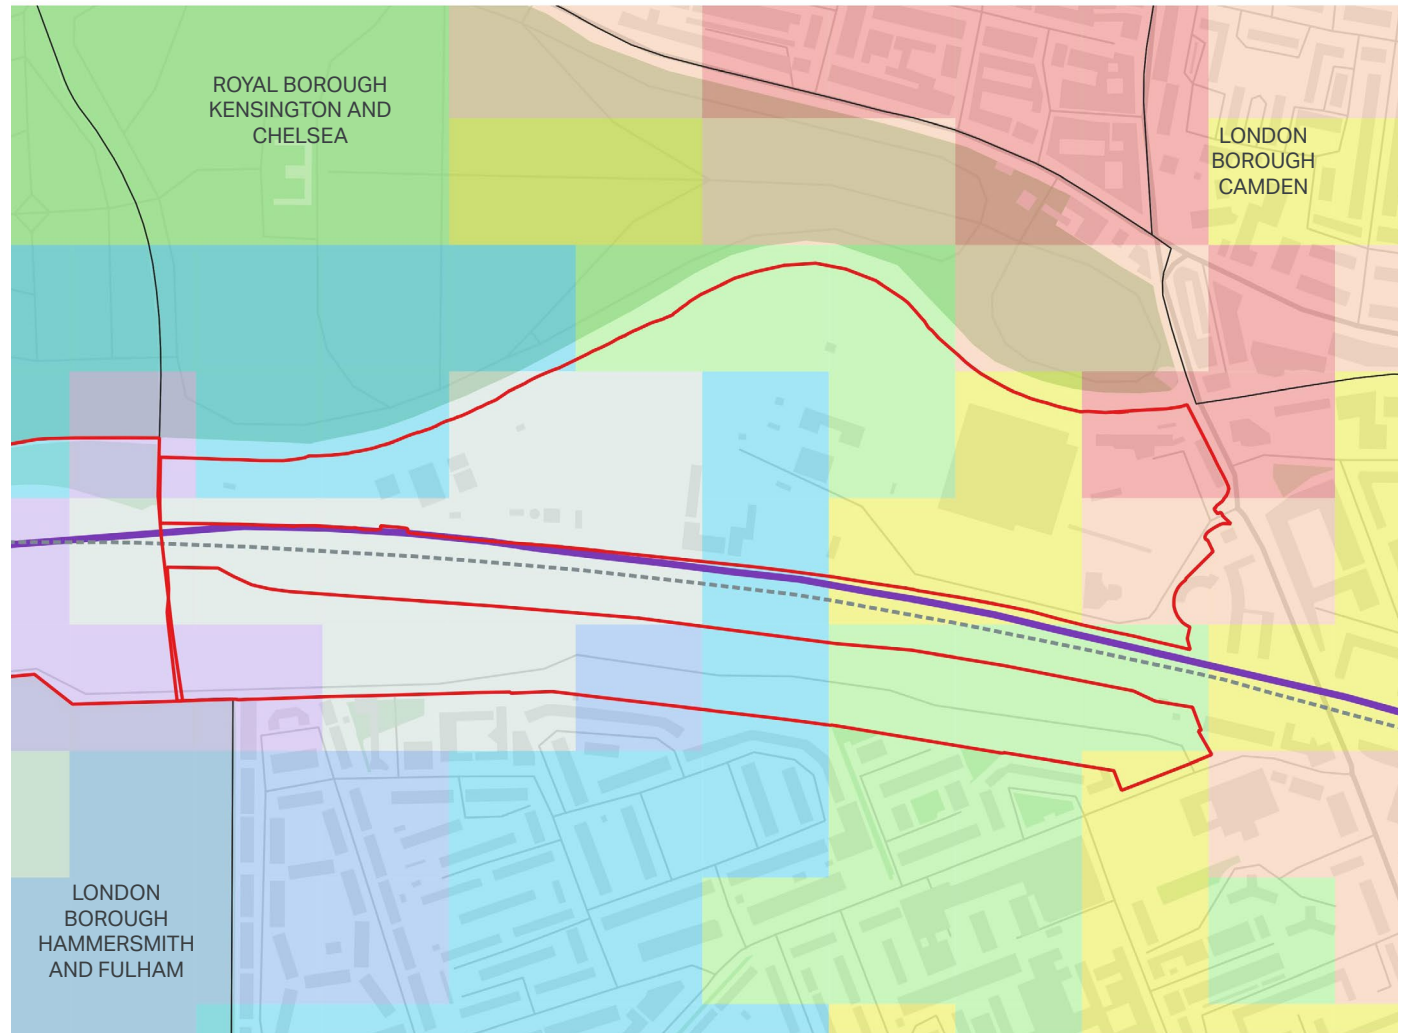 ROYAL BOROUGH
KENSINGTON AND
CHELSEA
LONDON
BOROUGH
CAMDEN
LONDON
BOROUGH
HAMMERSMITH
AND FULHAM